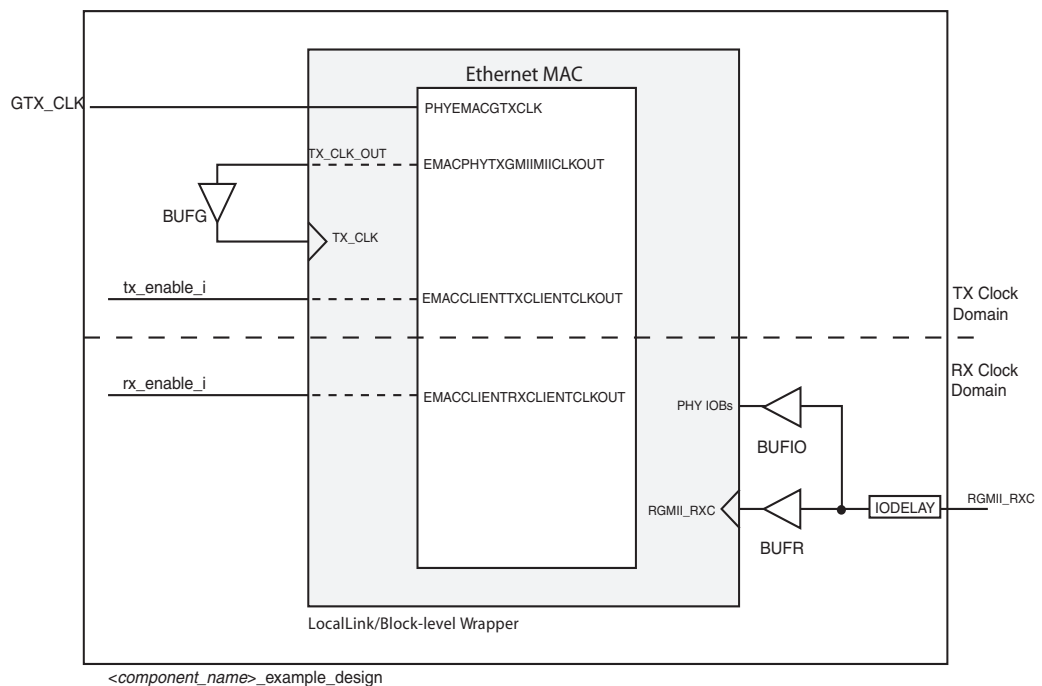 Ethernet MAC
GTX_CLK
PHYEMACGTXCLK
TX_CLK_OUT
EMACPHYTXGMIIMIICLKOUT
BUFG
TX_CLK
tx_enable_i
EMACCLIENTTXCLIENTCLKOUT
TX Clock
Domain
rx_enable_i
EMACCLIENTRXCLIENTCLKOUT
RX Clock
Domain
PHY IOBs
BUFIO
RGMII_RXC
IODELAY
RGMII_RXC
BUFR
LocalLink/Block-level Wrapper
<component_name>_example_design